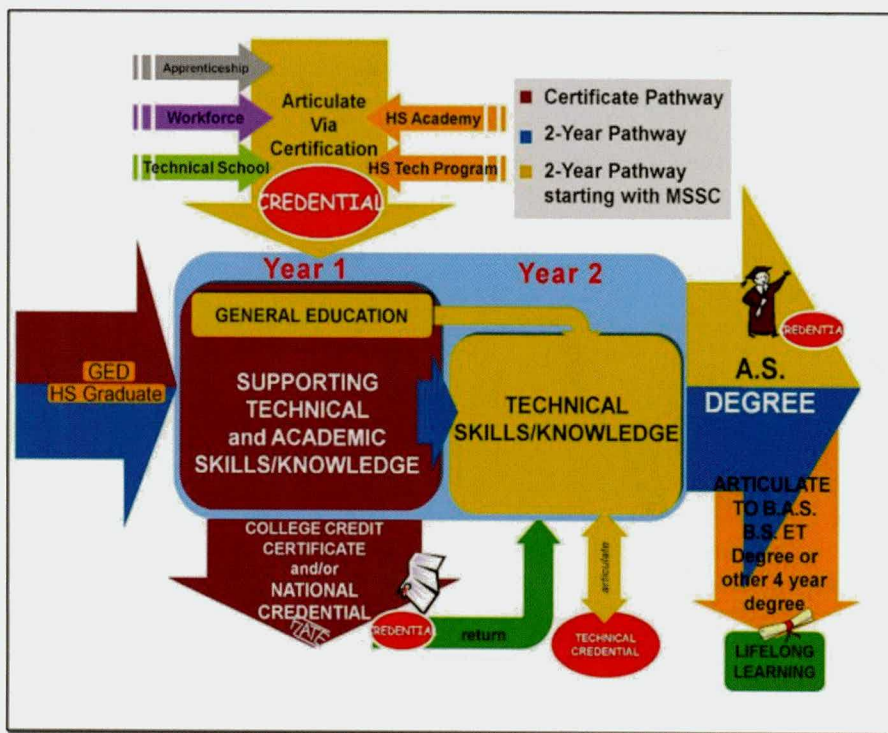 Apprenticeship
Workforce
Technical School
Articulate
Via
Certification
HS Academy
HS Tech Program
CREDENTIAL
Certificate Pathway
2-Year Pathway
2-Year Pathway
starting with MSSC
Year 1
Year 2
GED
HS Graduate
GENERAL EDUCATION
SUPPORTING
TECHNICAL
and ACADEMIC
SKILLS/KNOWLEDGE
TECHNICAL
SKILLS/KNOWLEDGE
REDENTIA
A.S.
DEGREE
COLLEGE CREDIT
CERTIFICATE
and/or
NATIONAL
CREDENTIAL
CREDENTIAL
return
articulate
TECHNICAL
CREDENTIAL
ARTICULATE
TO B.A.S.
B.S. ET
Degree or
other 4 year
degree
LIFELONG
LEARNING